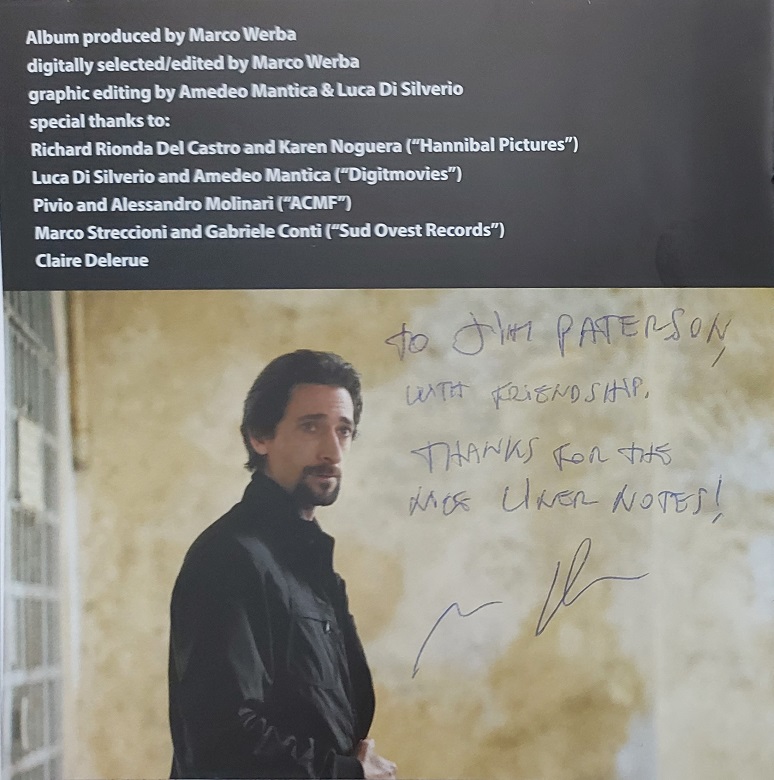 Album produced by Marco Werba
digitally selected/edited by Marco Werba
graphic editing by Amedeo Mantica & Luca Di Silverio
special thanks to:
Richard Rionda Del Castro and Karen Noguera (“Hannibal Pictures”)
Luca Di Silverio and Amedeo Mantica (“Digitmovies”)
Pivio and Alessandro Molinari (“ACMF”)
Marco Streccioni and Gabriele Conti (“Sud Ovest Records”)
Claire Delerue
TO JIM PATERSON,
WITH FRIENDSHIP.
THANKS FOR THE
NICE LINER NOTES!